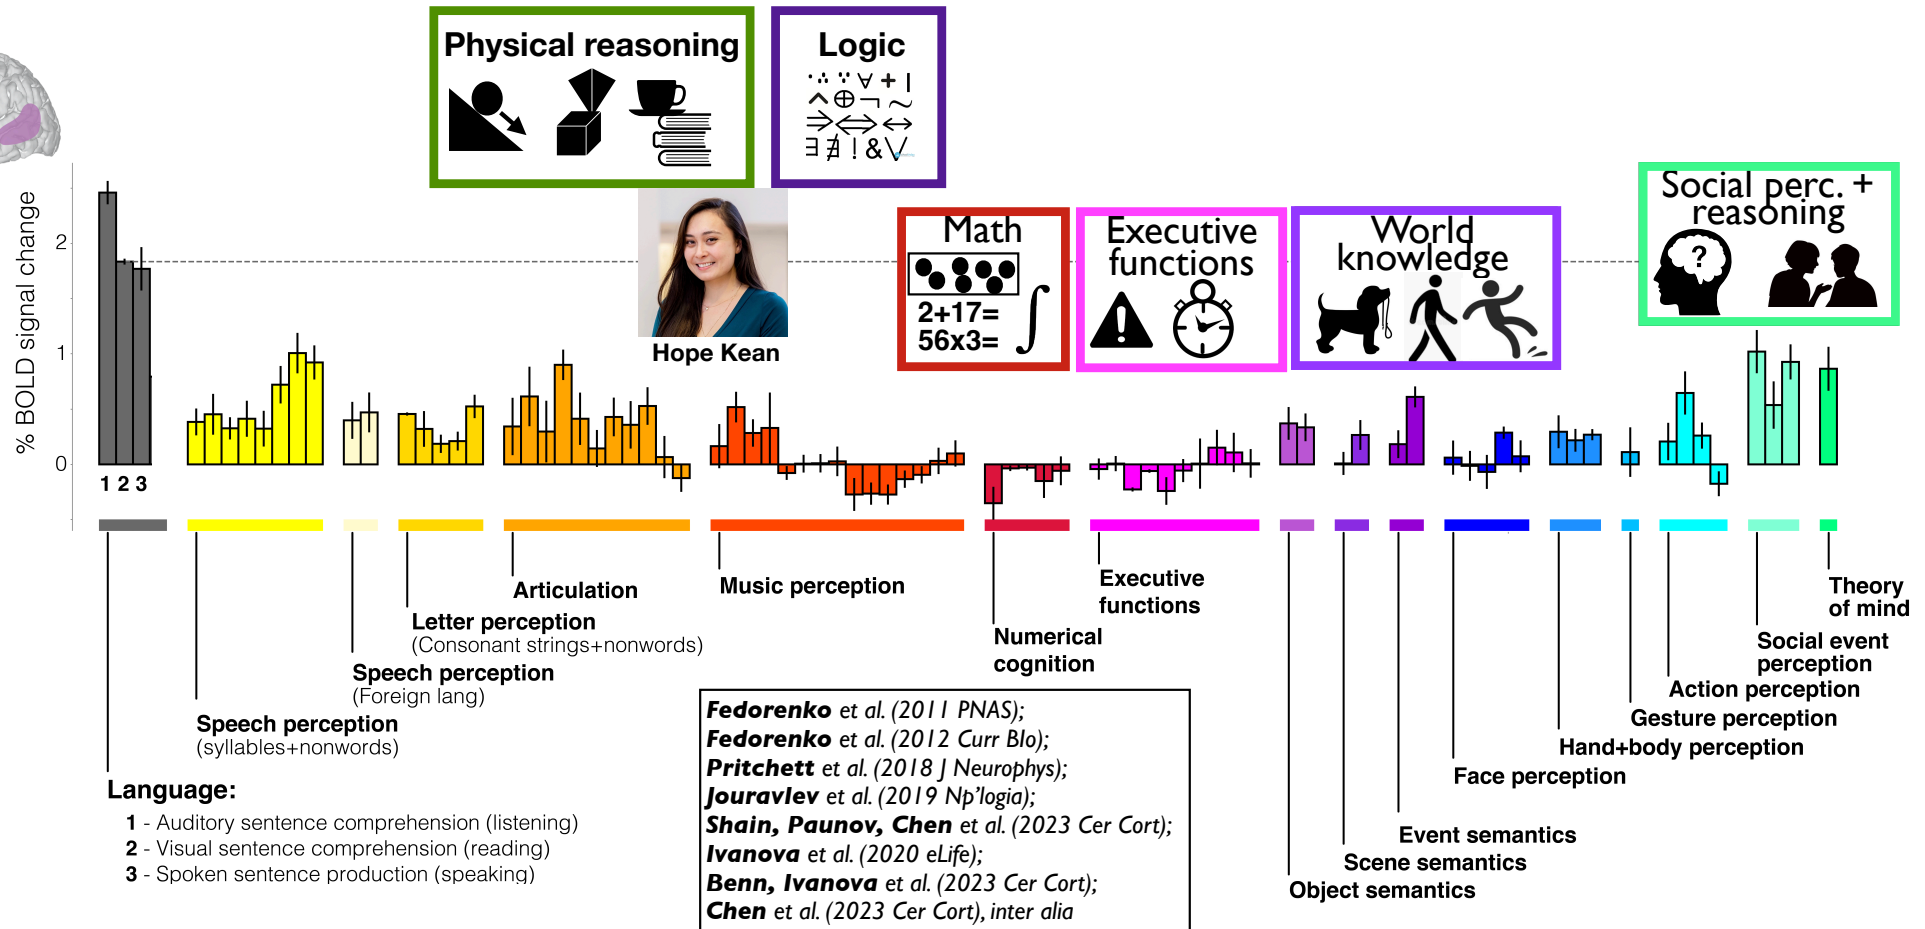 Physical reasoning
Logic
Social perc. +
reasoning
?
Math
2+17=
56x3=
Executive
functions
World
knowledge
Hope Kean
% BOLD signal change
2
1
0
1 2 3
Articulation
Music perception
Executive
functions
Theory
of mind
Letter perception
(Consonant strings+nonwords)
Numerical
cognition
Social event
perception
Speech perception
(Foreign lang)
Action perception
Speech perception
(syllables+nonwords)
Gesture perception
Hand+body perception
Face perception
Language:
1 - Auditory sentence comprehension (listening)
2 - Visual sentence comprehension (reading)
3 - Spoken sentence production (speaking)
Event semantics
Scene semantics
Object semantics
Fedorenko et al. (2011 PNAS);
Fedorenko et al. (2012 Curr BIo);
Pritchett et al. (2018 J Neurophys);
Jouravlev et al. (2019 Np'logia);
Shain, Paunov, Chen et al. (2023 Cer Cort);
Ivanova et al. (2020 eLife);
Benn, Ivanova et al. (2023 Cer Cort);
Chen et al. (2023 Cer Cort), inter alia